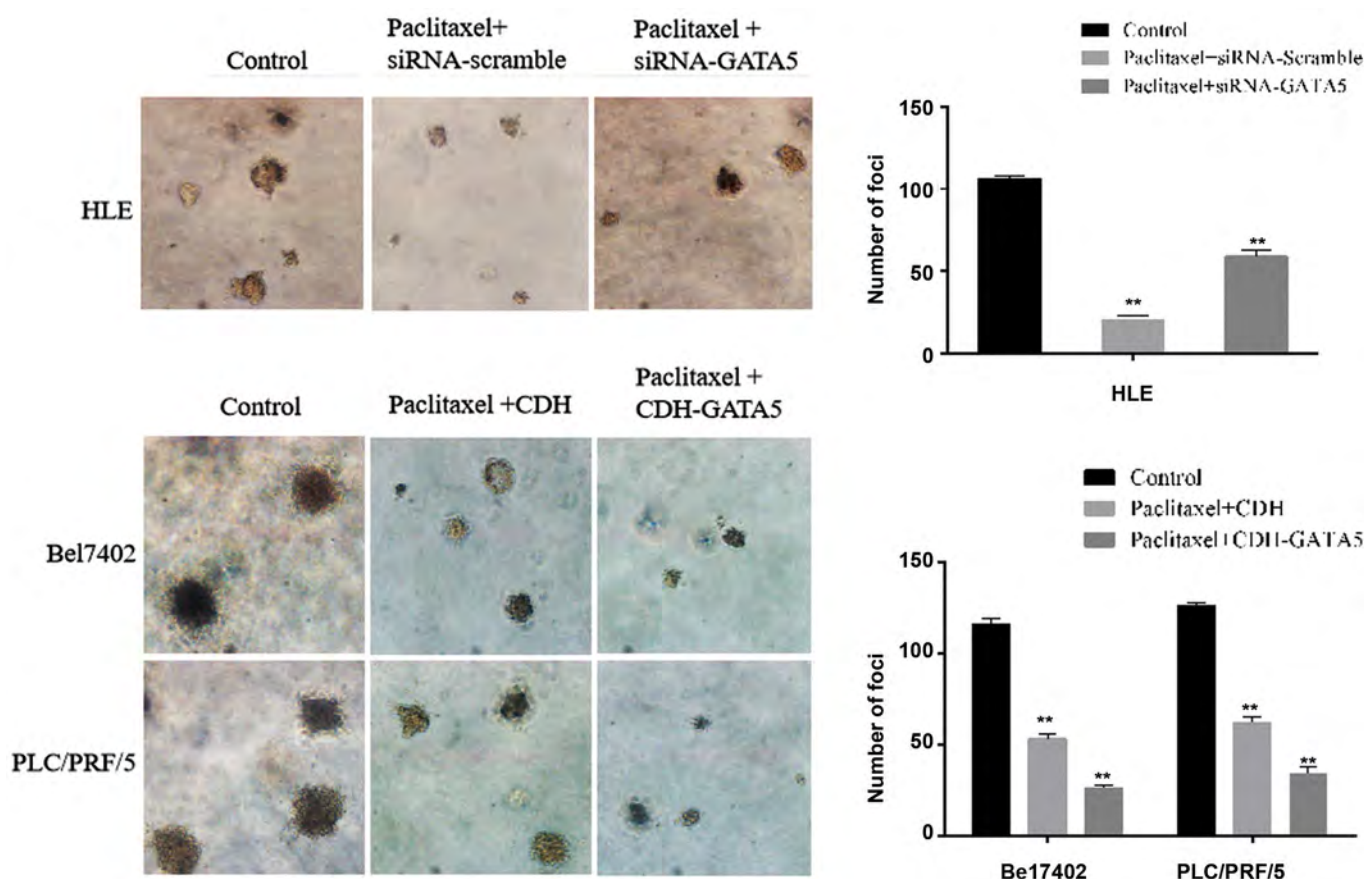 Control
Paclitaxel+
siRNA-scramble
Paclitaxel +
siRNA-GATA5
HLE
Control
Paclitaxel−siRNA-Scramble
Paclitaxel+siRNA-GATA5
Number of foci
150
100
50
0
**
**
HLE
Control
Paclitaxel +CDH
Paclitaxel +
CDH-GATA5
Bel7402
PLC/PRF/5
Control
Paclitaxel+CDH
Paclitaxel+CDH-GATA5
Number of foci
150
100
50
0
**
**
**
**
Be17402
PLC/PRF/5